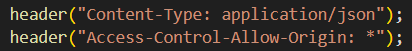 header("Content-Type: application/json");
header("Access-Control-Allow-Origin: *");